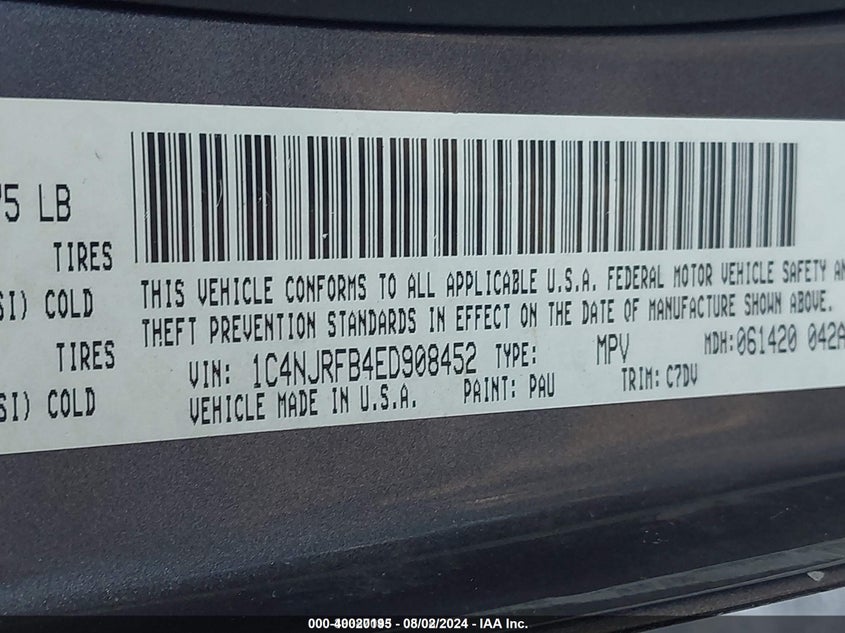 75 LB
TIRES
SI) COLD
TIRES
SI) COLD
THIS VEHICLE CONFORMS TO ALL APPLICABLE U.S.A. FEDERAL MOTOR VEHICLE SAFETY AN
THEFT PREVENTION STANDARDS IN EFFECT ON THE DATE OF MANUFACTURE SHOWN ABOVE.
VIN: 1C4NJRFB4ED908452 TYPE: MPV MDH:061420 042A
VEHICLE MADE IN U.S.A. PAINT: PAU TRIM: C7DV
08/02/2024 - IAA Inc.